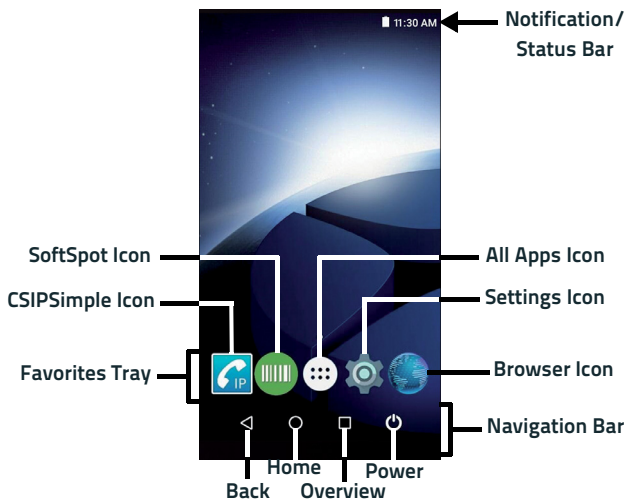 11:30 AM
Notification/
Status Bar
SoftSpot Icon
All Apps Icon
CSIPSimple Icon
Settings Icon
IP
Favorites Tray
Browser Icon
Navigation Bar
Home
Power
Back
Overview